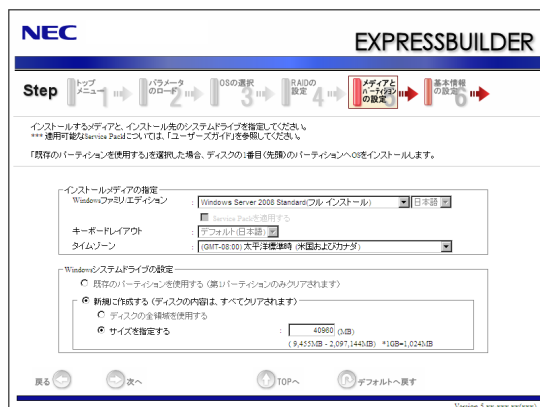 NEC
EXPRESSBUILDER
Step
トップメニュー 1
パラメータのロード 2
OSの選択 3
RAIDの設定 4
メディアとパーティションの設定 5
基本情報の設定 6
インストールするメディアと、インストール先のシステムドライブを指定してください。
*** 適用可能なService Packについては、「ユーザーズガイド」を参照してください。
「既存のパーティションを使用する」を選択した場合、ディスクの1番目(先頭)のパーティションへOSをインストールします。
インストールメディアの指定
Windowsファミリ/エディション : Windows Server 2008 Standard(フル インストール) 日本語
Service Packを適用する
キーボードレイアウト : デフォルト(日本語)
タイムゾーン : (GMT-08:00) 太平洋標準時 (米国およびカナダ)
Windowsシステムドライブの設定
既存のパーティションを使用する (第1パーティションのみクリアされます)
新規に作成する (ディスクの内容は、すべてクリアされます)
ディスクの全領域を使用する
サイズを指定する : 40960 (MB)
( 9,455MB - 2,097,144MB) *1GB=1,024MB
戻る
次へ
TOPへ
デフォルトへ戻す